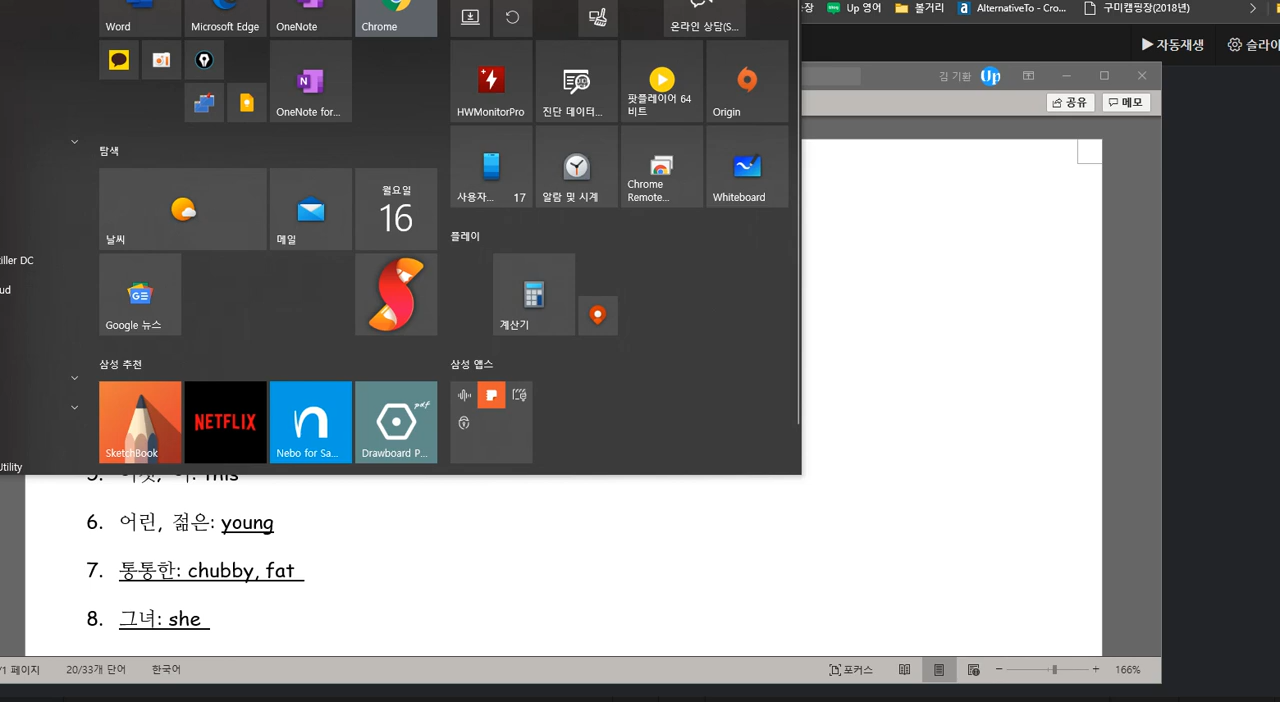 장
Up 영어
볼거리
AlternativeTo - Cro...
구미캠핑장(2018년)
자동재생
슬라이
김 기환
Up
공유
메모
Word
Microsoft Edge
OneNote
Chrome
온라인 상담(S...
OneNote for...
HWMonitorPro
진단 데이터...
팟플레이어 64
비트
Origin
탐색
사용자...
17
알람 및 시계
Chrome
Remote...
Whiteboard
날씨
메일
월요일
16
플레이
iller DC
ud
Google 뉴스
계산기
삼성 추천
삼성 앱스
SketchBook
NETFLIX
Nebo for Sa...
pdf
Drawboard P...
Utility
this
6. 어린, 젊은: young
7. 통통한: chubby, fat
8. 그녀: she
/1 페이지
20/33개 단어
한국어
포커스
166%